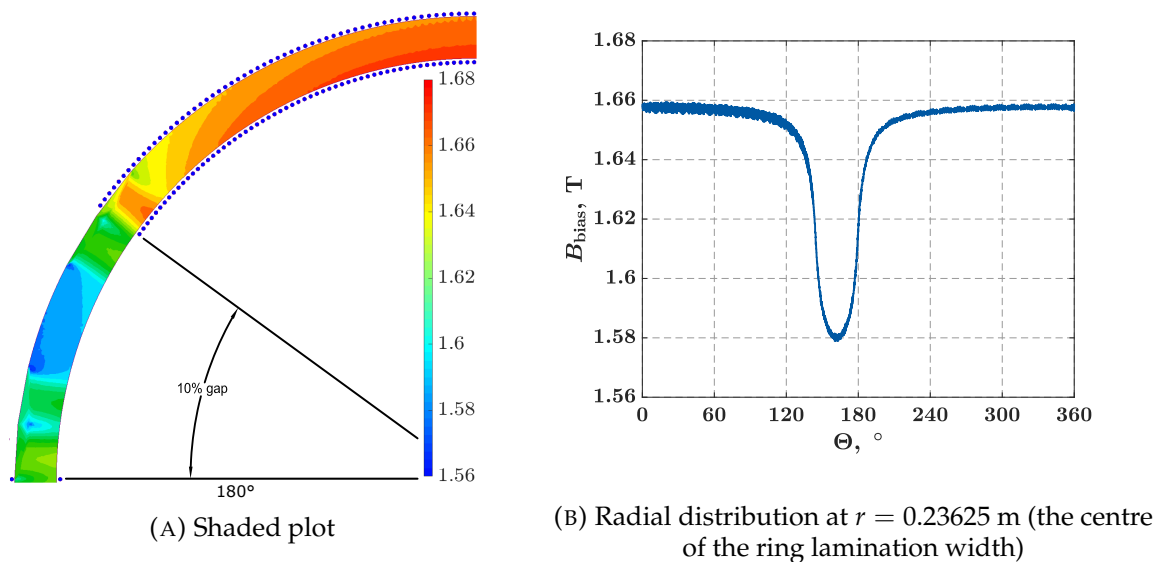 1.68
1.66
1.64
1.62
1.6
1.58
1.56
10% gap
180°
(A) Shaded plot
1.68
1.66
1.64
1.62
1.6
1.58
1.56
B_bias, T
0 60 120 180 240 300 360
Θ, °
(B) Radial distribution at r = 0.23625 m (the centre
of the ring lamination width)